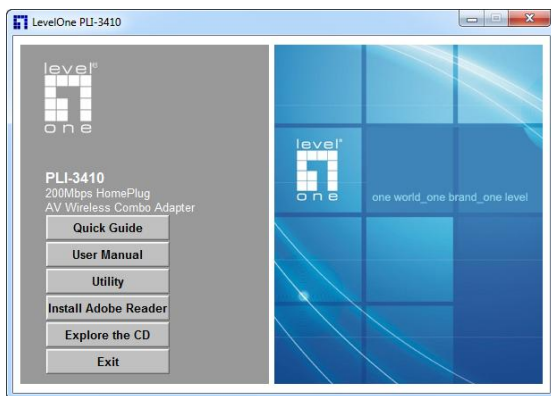 LevelOne PLI-3410
level®
one
PLI-3410
200Mbps HomePlug
AV Wireless Combo Adapter
Quick Guide
User Manual
Utility
Install Adobe Reader
Explore the CD
Exit
level®
one
one world_one brand_one level